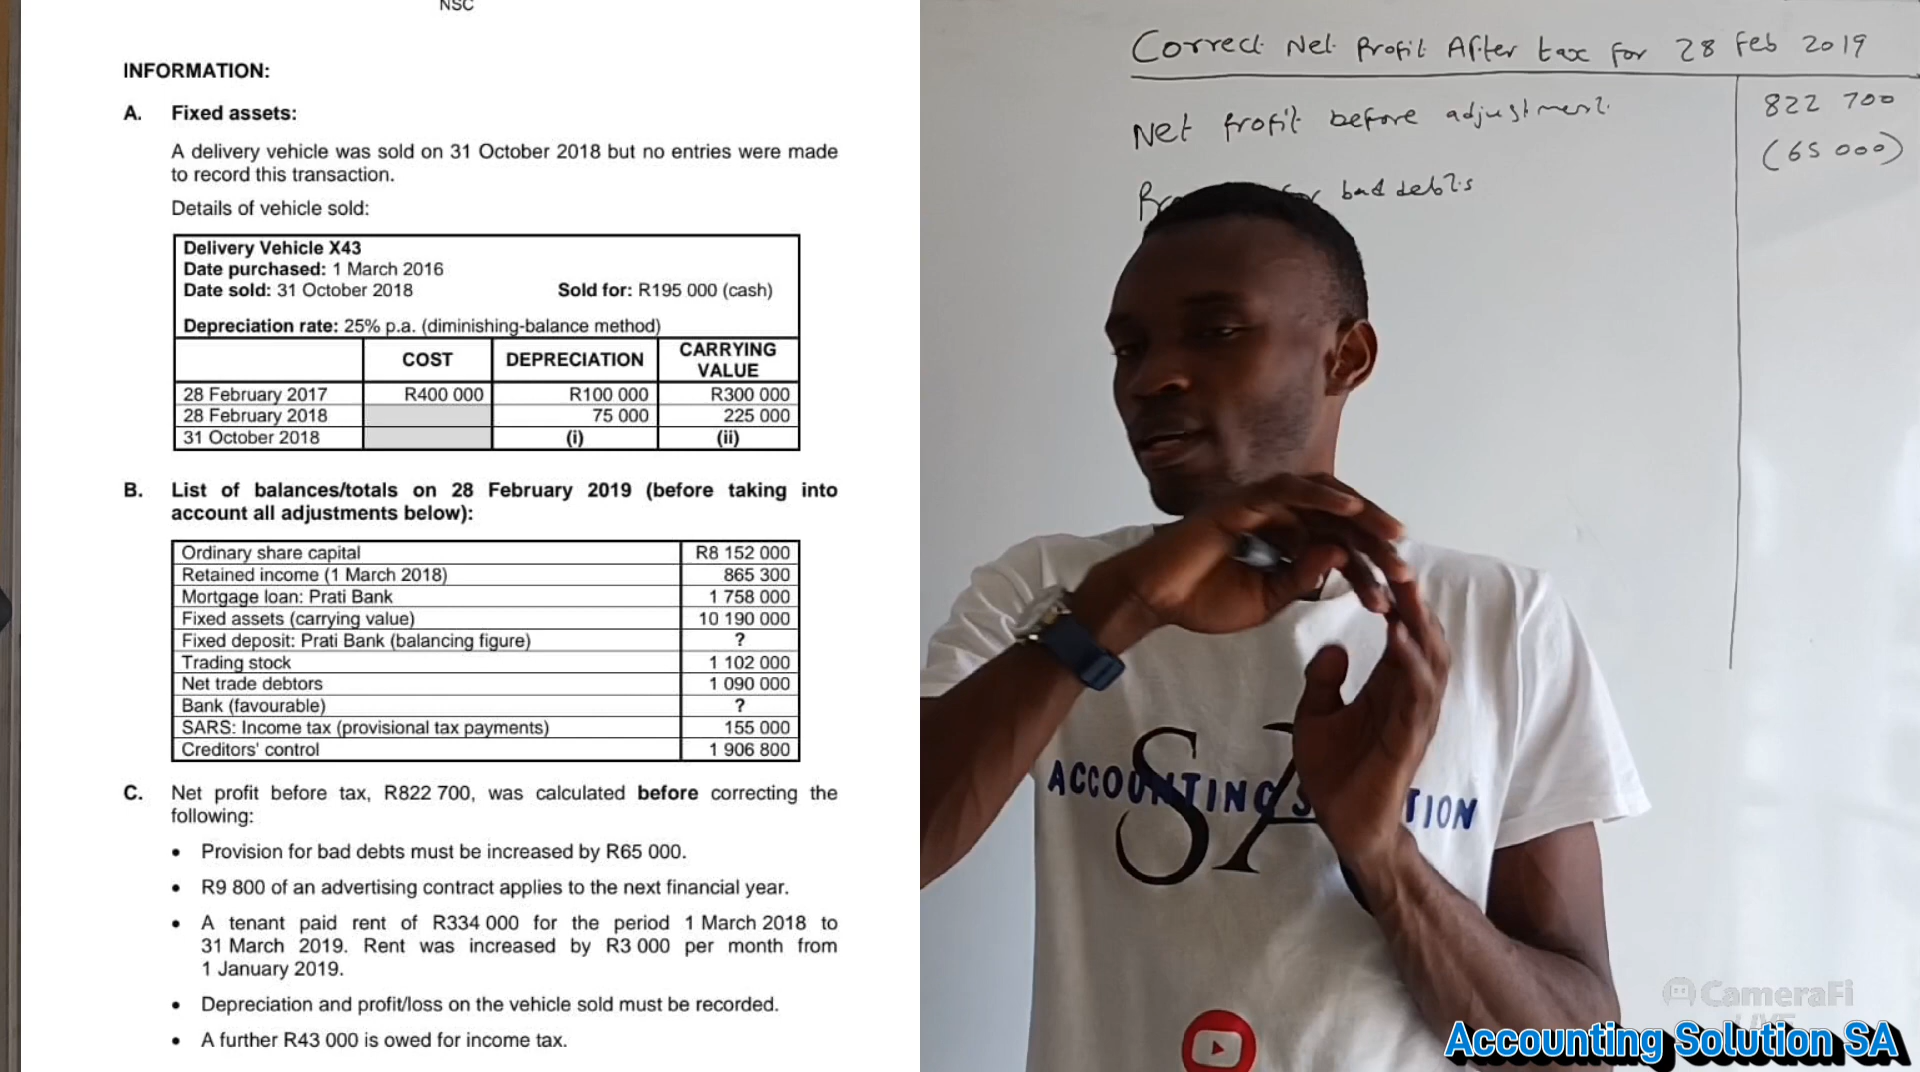 NSC
INFORMATION:
A. Fixed assets:
A delivery vehicle was sold on 31 October 2018 but no entries were made
to record this transaction.
Details of vehicle sold:
Delivery Vehicle X43
Date purchased: 1 March 2016
Date sold: 31 October 2018 Sold for: R195 000 (cash)
Depreciation rate: 25% p.a. (diminishing-balance method)
COST DEPRECIATION CARRYING VALUE
28 February 2017 R400 000 R100 000 R300 000
28 February 2018 75 000 225 000
31 October 2018 (i) (ii)
B. List of balances/totals on 28 February 2019 (before taking into
account all adjustments below):
Ordinary share capital R8 152 000
Retained income (1 March 2018) 865 300
Mortgage loan: Prati Bank 1 758 000
Fixed assets (carrying value) 10 190 000
Fixed deposit: Prati Bank (balancing figure) ?
Trading stock 1 102 000
Net trade debtors 1 090 000
Bank (favourable) ?
SARS: Income tax (provisional tax payments) 155 000
Creditors' control 1 906 800
C. Net profit before tax, R822 700, was calculated before correcting the
following:
• Provision for bad debts must be increased by R65 000.
• R9 800 of an advertising contract applies to the next financial year.
• A tenant paid rent of R334 000 for the period 1 March 2018 to
31 March 2019. Rent was increased by R3 000 per month from
1 January 2019.
• Depreciation and profit/loss on the vehicle sold must be recorded.
• A further R43 000 is owed for income tax.
Correct Net Profit After tax for 28 Feb 2019
Net profit before adjustment 822 700
bad debts (65 000)
ACCOUNTING
SA
CameraFi
LIVE
Accounting Solution SA